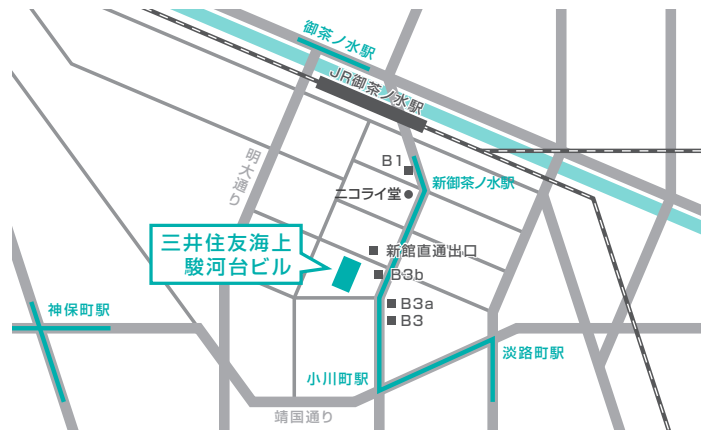 御茶ノ水駅
JR御茶ノ水駅
明大通り
B1
新御茶ノ水駅
ニコライ堂
三井住友海上
駿河台ビル
新館直通出口
B3b
B3a
B3
神保町駅
淡路町駅
小川町駅
靖国通り